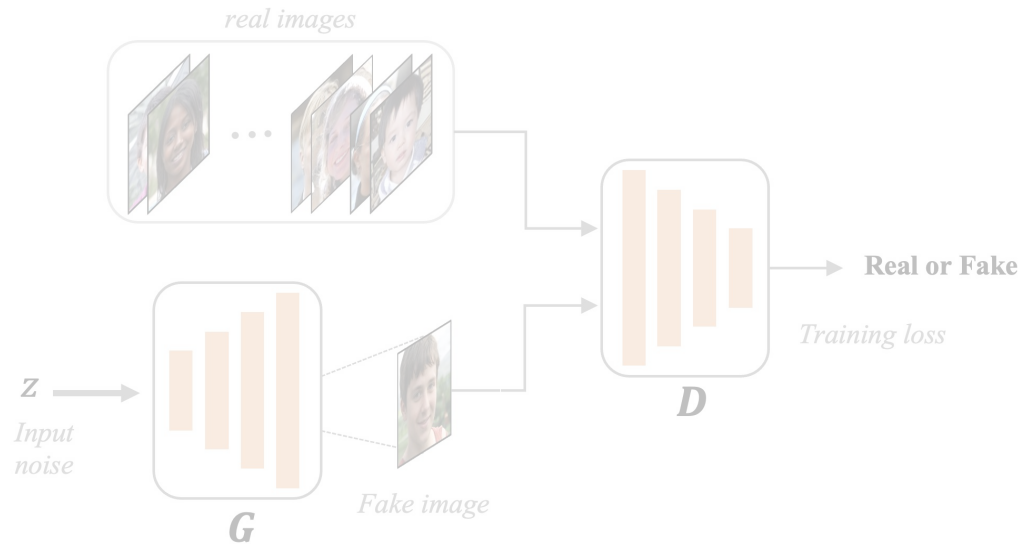 real images
Real or Fake
Training loss
D
z
Input
noise
Fake image
G